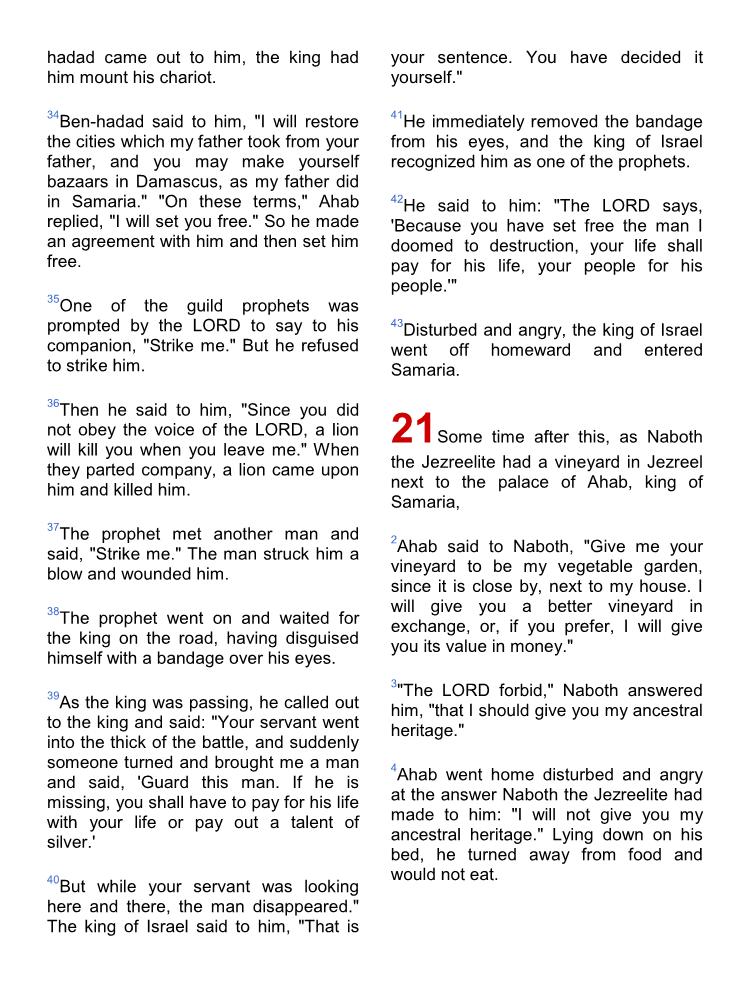 hadad came out to him, the king had
him mount his chariot.
34Ben-hadad said to him, "I will restore
the cities which my father took from your
father, and you may make yourself
bazaars in Damascus, as my father did
in Samaria." "On these terms," Ahab
replied, "I will set you free." So he made
an agreement with him and then set him
free.
35One of the guild prophets was
prompted by the LORD to say to his
companion, "Strike me." But he refused
to strike him.
36Then he said to him, "Since you did
not obey the voice of the LORD, a lion
will kill you when you leave me." When
they parted company, a lion came upon
him and killed him.
37The prophet met another man and
said, "Strike me." The man struck him a
blow and wounded him.
38The prophet went on and waited for
the king on the road, having disguised
himself with a bandage over his eyes.
39As the king was passing, he called out
to the king and said: "Your servant went
into the thick of the battle, and suddenly
someone turned and brought me a man
and said, 'Guard this man. If he is
missing, you shall have to pay for his life
with your life or pay out a talent of
silver.'
40But while your servant was looking
here and there, the man disappeared."
The king of Israel said to him, "That is
your sentence. You have decided it
yourself."
41He immediately removed the bandage
from his eyes, and the king of Israel
recognized him as one of the prophets.
42He said to him: "The LORD says,
'Because you have set free the man I
doomed to destruction, your life shall
pay for his life, your people for his
people.'"
43Disturbed and angry, the king of Israel
went off homeward and entered
Samaria.
21Some time after this, as Naboth
the Jezreelite had a vineyard in Jezreel
next to the palace of Ahab, king of
Samaria,
2Ahab said to Naboth, "Give me your
vineyard to be my vegetable garden,
since it is close by, next to my house. I
will give you a better vineyard in
exchange, or, if you prefer, I will give
you its value in money."
3"The LORD forbid," Naboth answered
him, "that I should give you my ancestral
heritage."
4Ahab went home disturbed and angry
at the answer Naboth the Jezreelite had
made to him: "I will not give you my
ancestral heritage." Lying down on his
bed, he turned away from food and
would not eat.